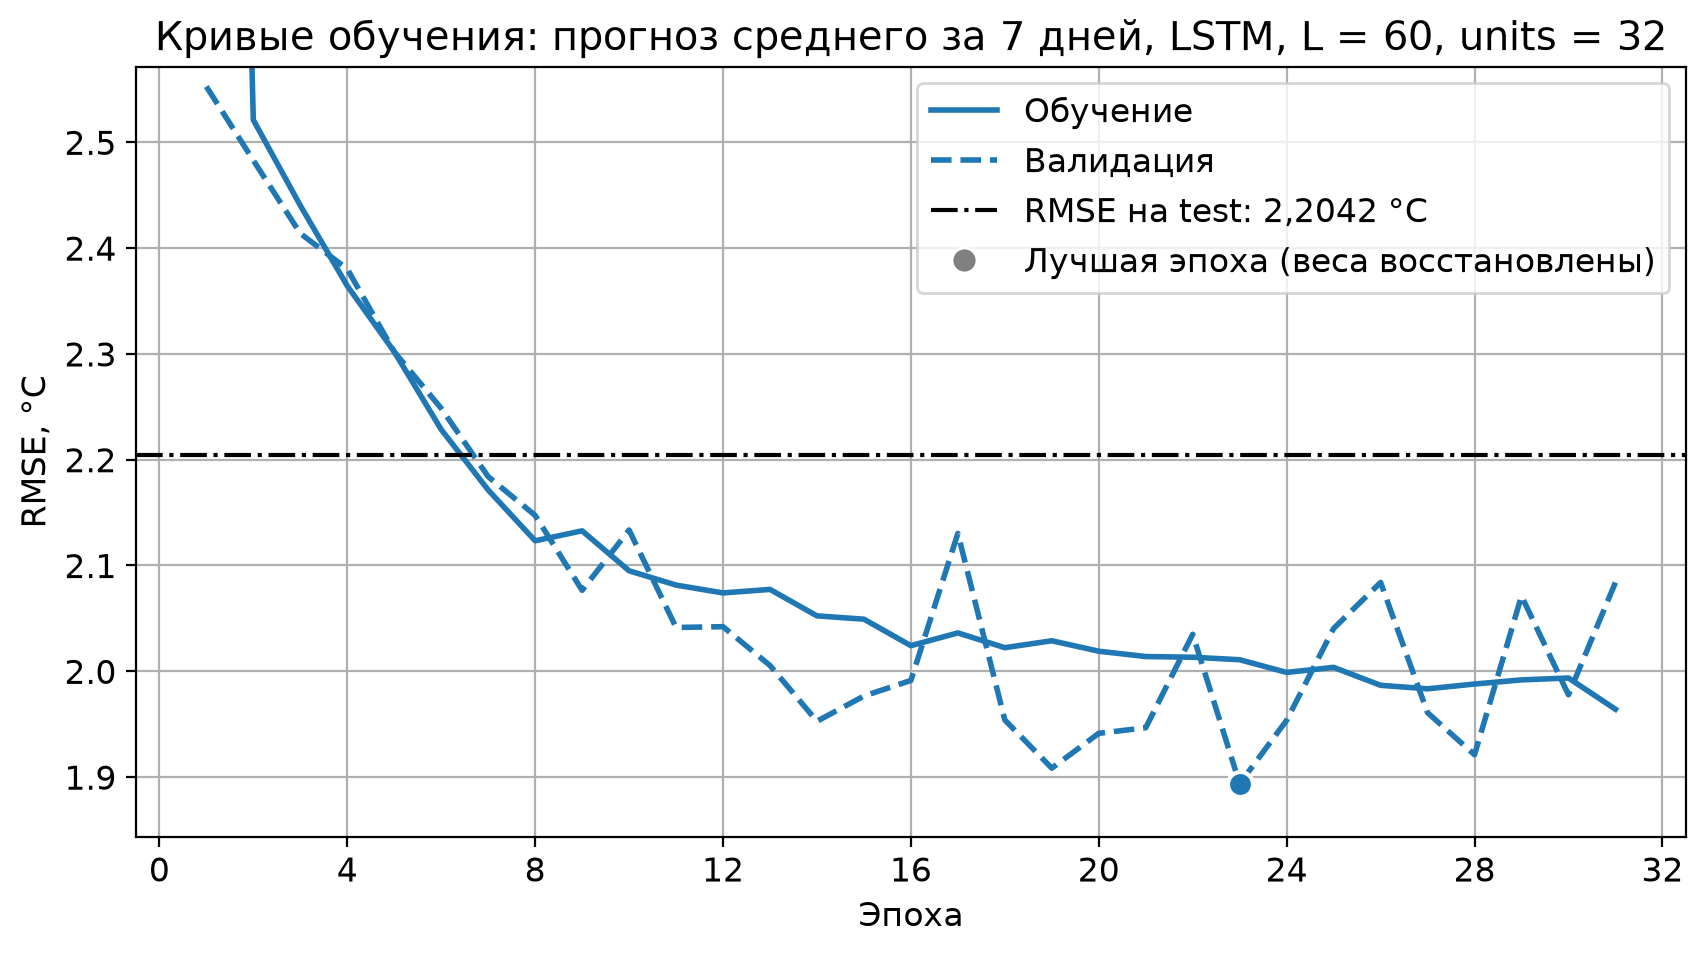 Кривые обучения: прогноз среднего за 7 дней, LSTM, L = 60, units = 32
Обучение
Валидация
RMSE на test: 2,2042 °C
Лучшая эпоха (веса восстановлены)
RMSE, °C
2.5
2.4
2.3
2.2
2.1
2.0
1.9
0 4 8 12 16 20 24 28 32
Эпоха